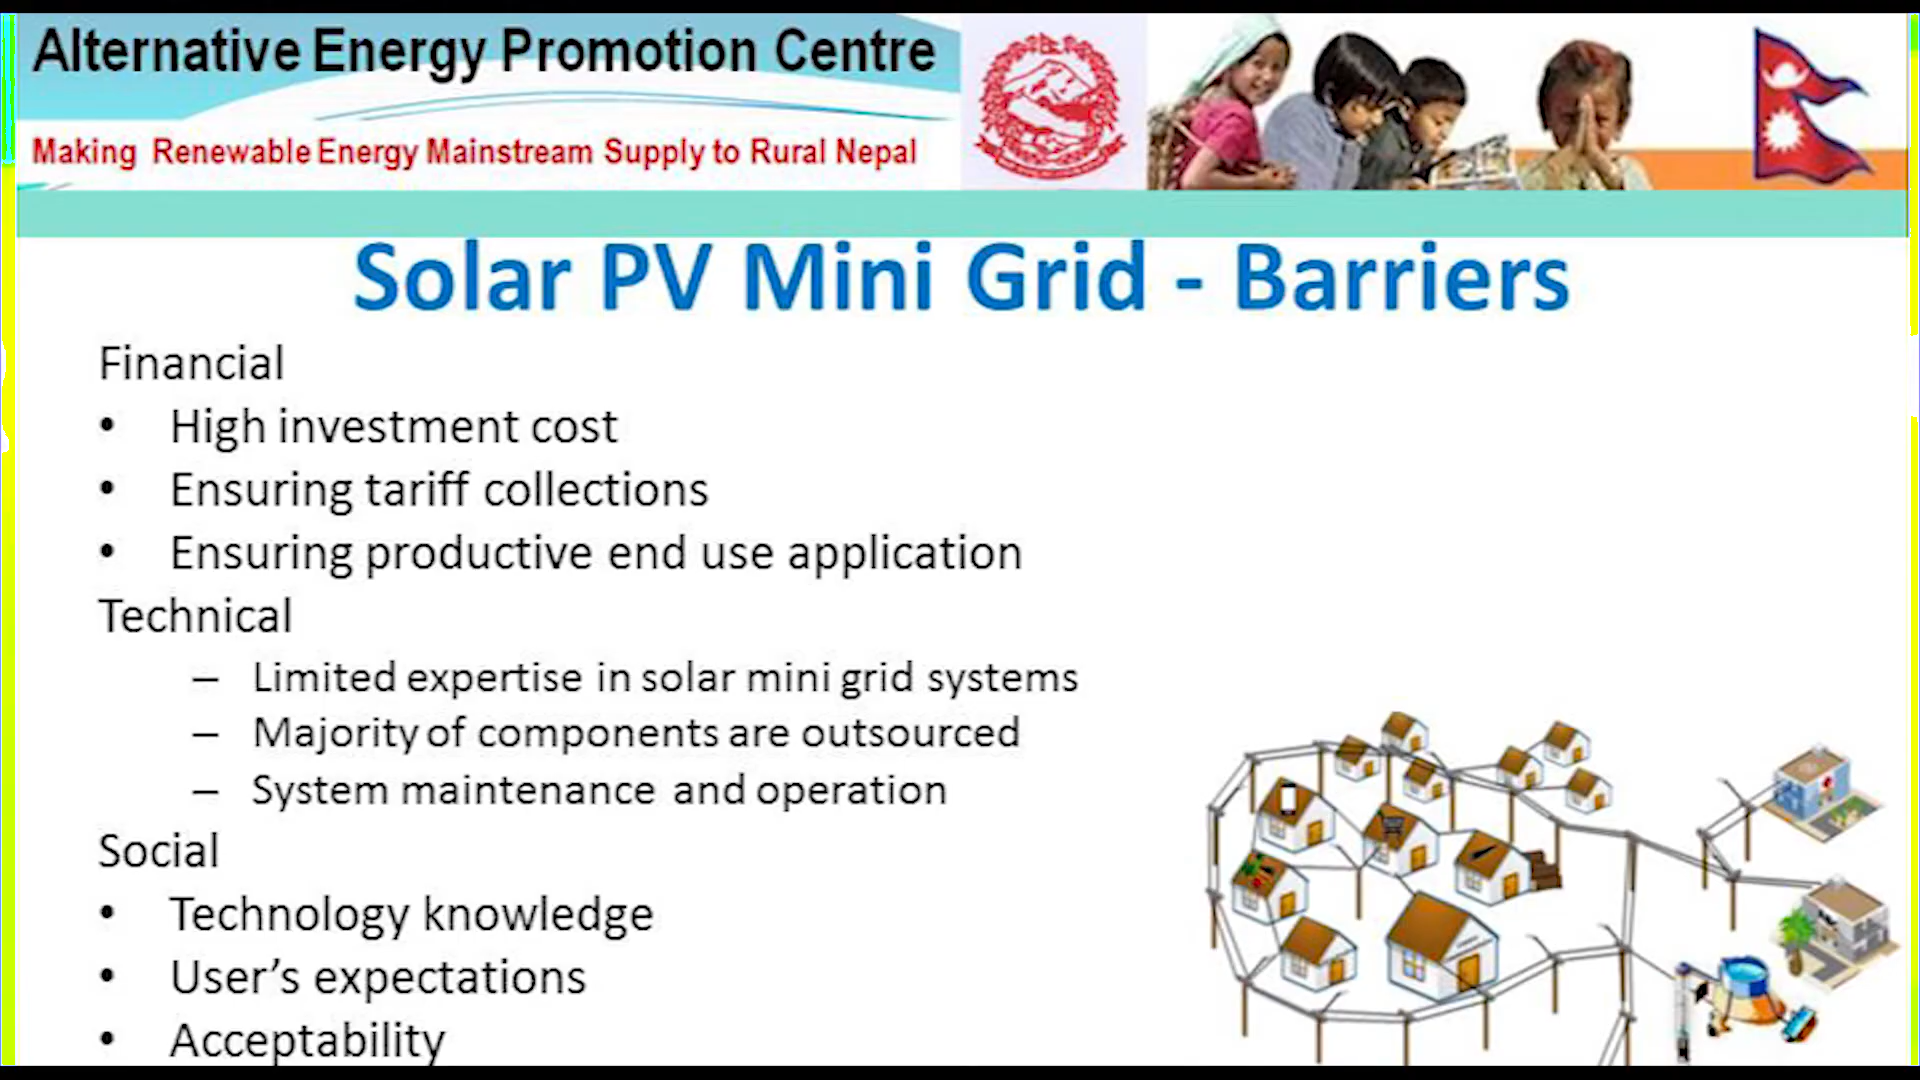 Alternative Energy Promotion Centre
Making Renewable Energy Mainstream Supply to Rural Nepal
Solar PV Mini Grid - Barriers
Financial
• High investment cost
• Ensuring tariff collections
• Ensuring productive end use application
Technical
– Limited expertise in solar mini grid systems
– Majority of components are outsourced
– System maintenance and operation
Social
• Technology knowledge
• User’s expectations
• Acceptability